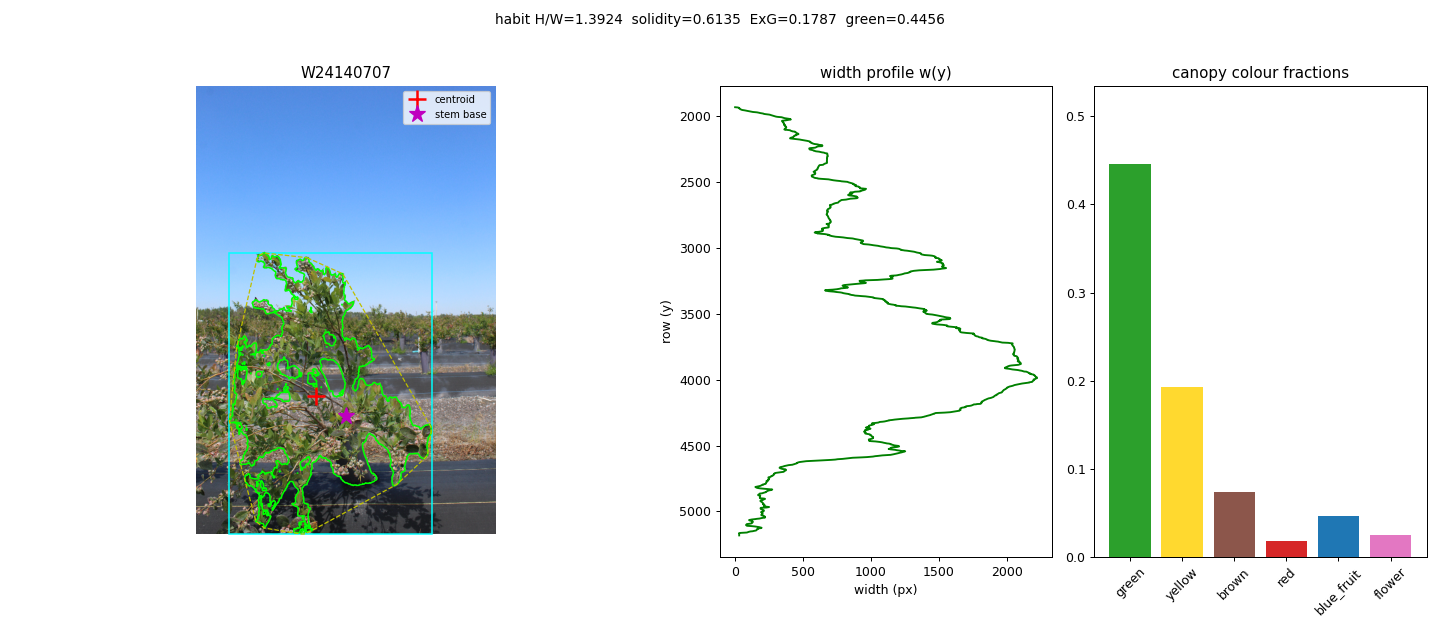 habit H/W=1.3924  solidity=0.6135  ExG=0.1787  green=0.4456
W24140707
centroid
stem base
width profile w(y)
2000
2500
3000
3500
4000
4500
5000
row (y)
0
500
1000
1500
2000
width (px)
canopy colour fractions
0.5
0.4
0.3
0.2
0.1
0.0
green
yellow
brown
red
blue_fruit
flower